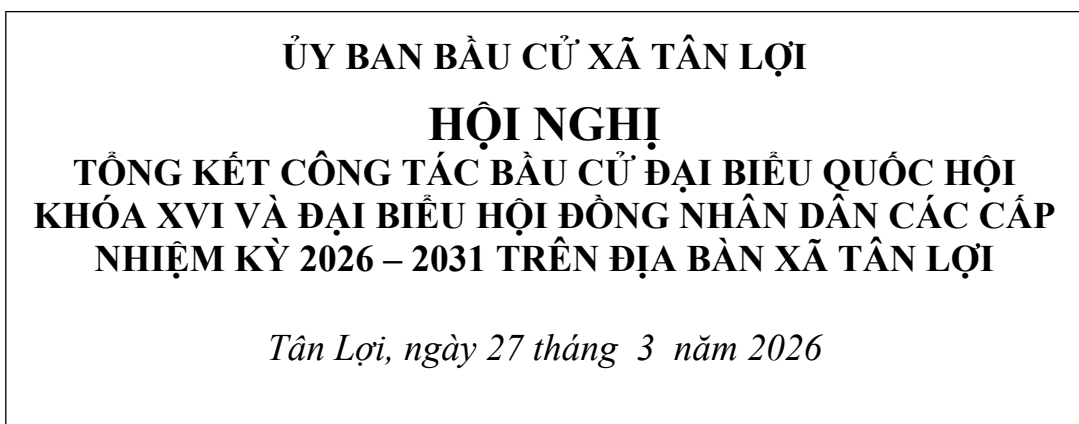 ỦY BAN BẦU CỬ XÃ TÂN LỢI
HỘI NGHỊ
TỔNG KẾT CÔNG TÁC BẦU CỬ ĐẠI BIỂU QUỐC HỘI
KHÓA XVI VÀ ĐẠI BIỂU HỘI ĐỒNG NHÂN DÂN CÁC CẤP
NHIỆM KỲ 2026 – 2031 TRÊN ĐỊA BÀN XÃ TÂN LỢI
Tân Lợi, ngày 27 tháng  3  năm 2026